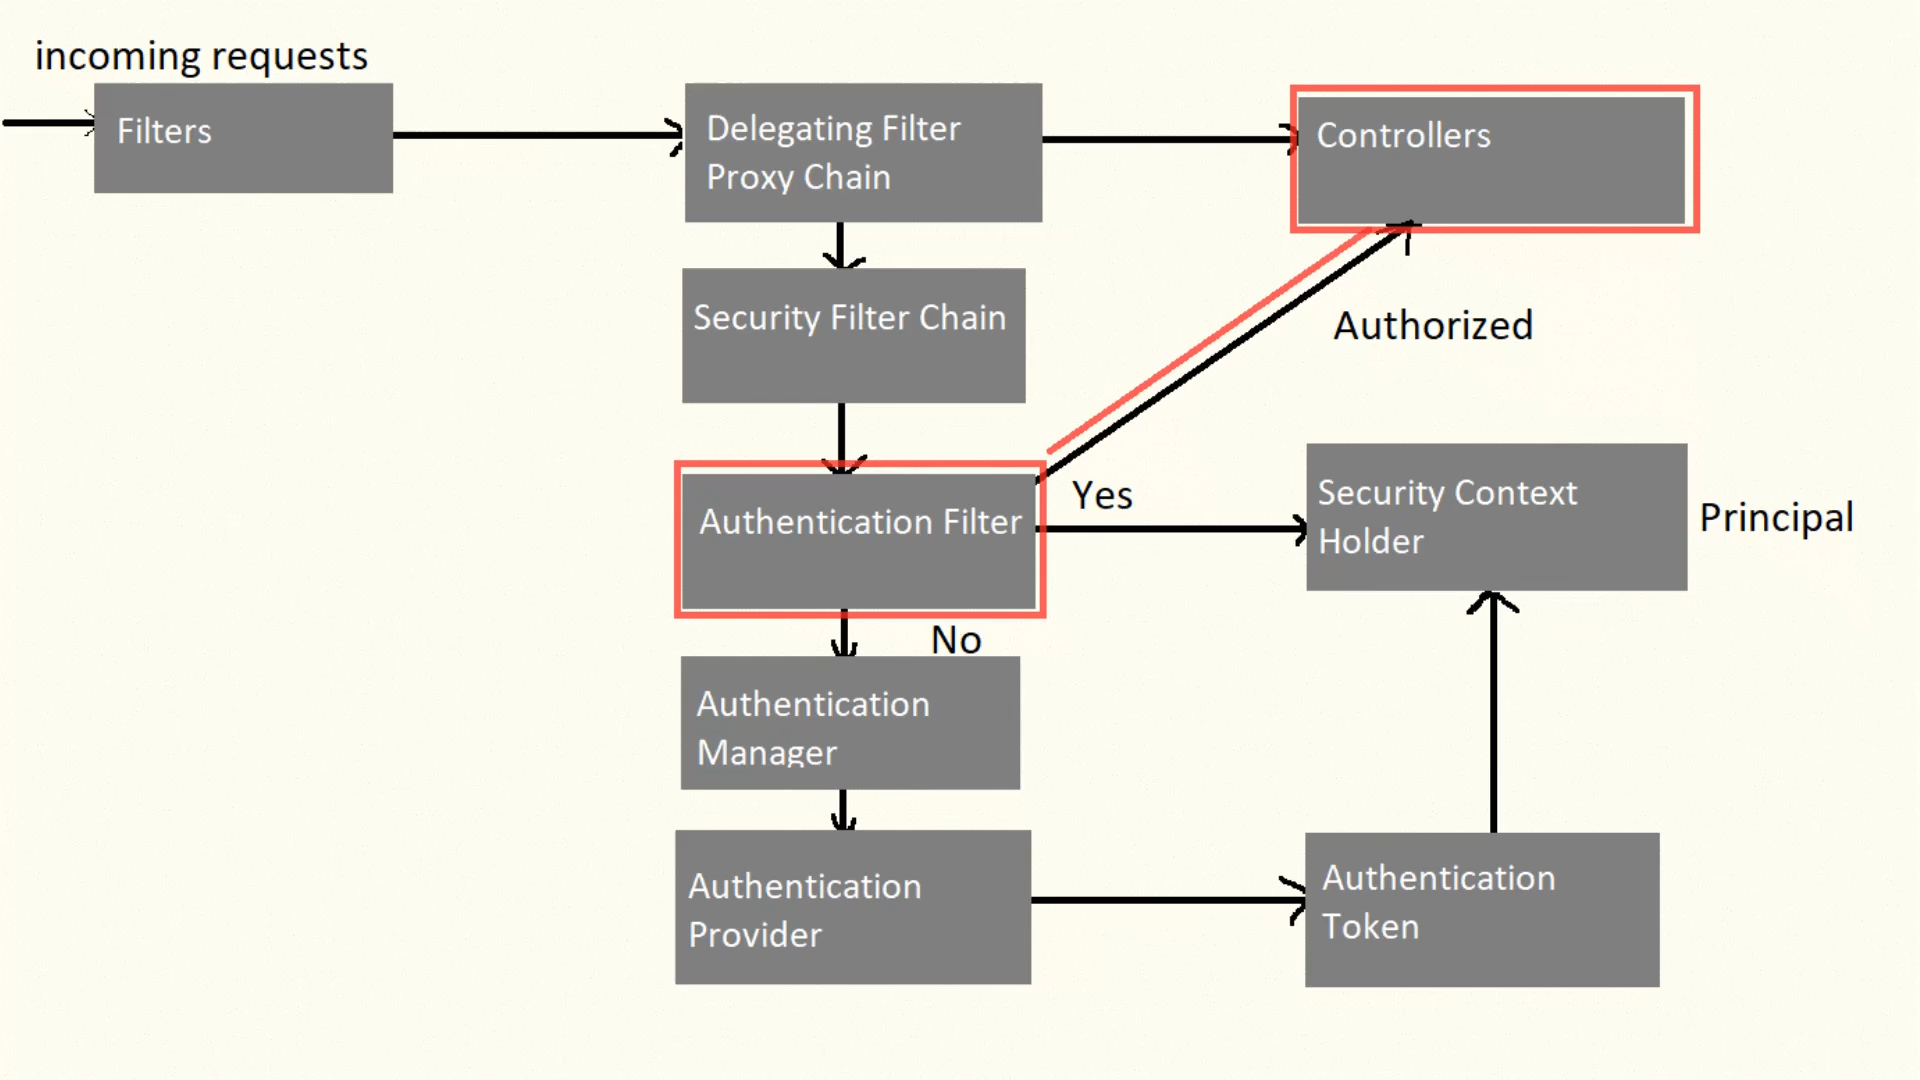 incoming requests
Filters
Delegating Filter
Proxy Chain
Controllers
Security Filter Chain
Authorized
Authentication Filter
Yes
Security Context
Holder
Principal
No
Authentication
Manager
Authentication
Provider
Authentication
Token